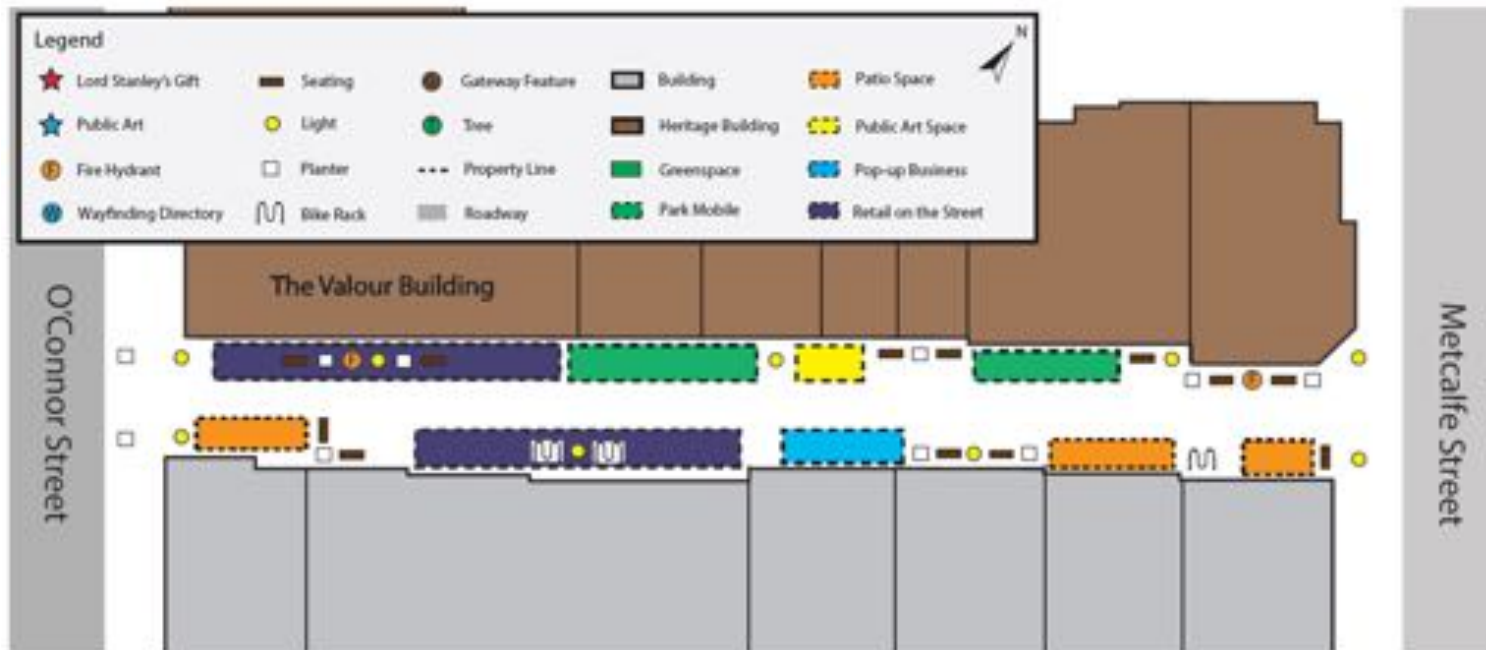 N
Legend
Lord Stanley's Gift
Seating
Gateway Feature
Building
Patio Space
Public Art
Light
Tree
Heritage Building
Public Art Space
F
Fire Hydrant
Planter
Property Line
Greenspace
Pop-up Business
W
Wayfinding Directory
Bike Rack
Roadway
Park Mobile
Retail on the Street
The Valour Building
O'Connor Street
Metcalfe Street
F
F